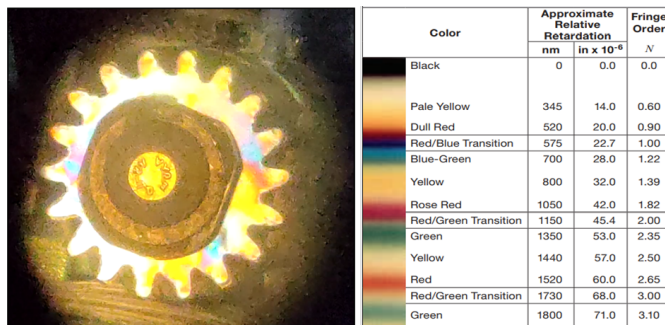 Color Approximate Relative Retardation Fringe Order
nm in x 10⁻⁶ N
Black 0 0.0 0.0
Pale Yellow 345 14.0 0.60
Dull Red 520 20.0 0.90
Red/Blue Transition 575 22.7 1.00
Blue-Green 700 28.0 1.22
Yellow 800 32.0 1.39
Rose Red 1050 42.0 1.82
Red/Green Transition 1150 45.4 2.00
Green 1350 53.0 2.35
Yellow 1440 57.0 2.50
Red 1520 60.0 2.65
Red/Green Transition 1730 68.0 3.00
Green 1800 71.0 3.10